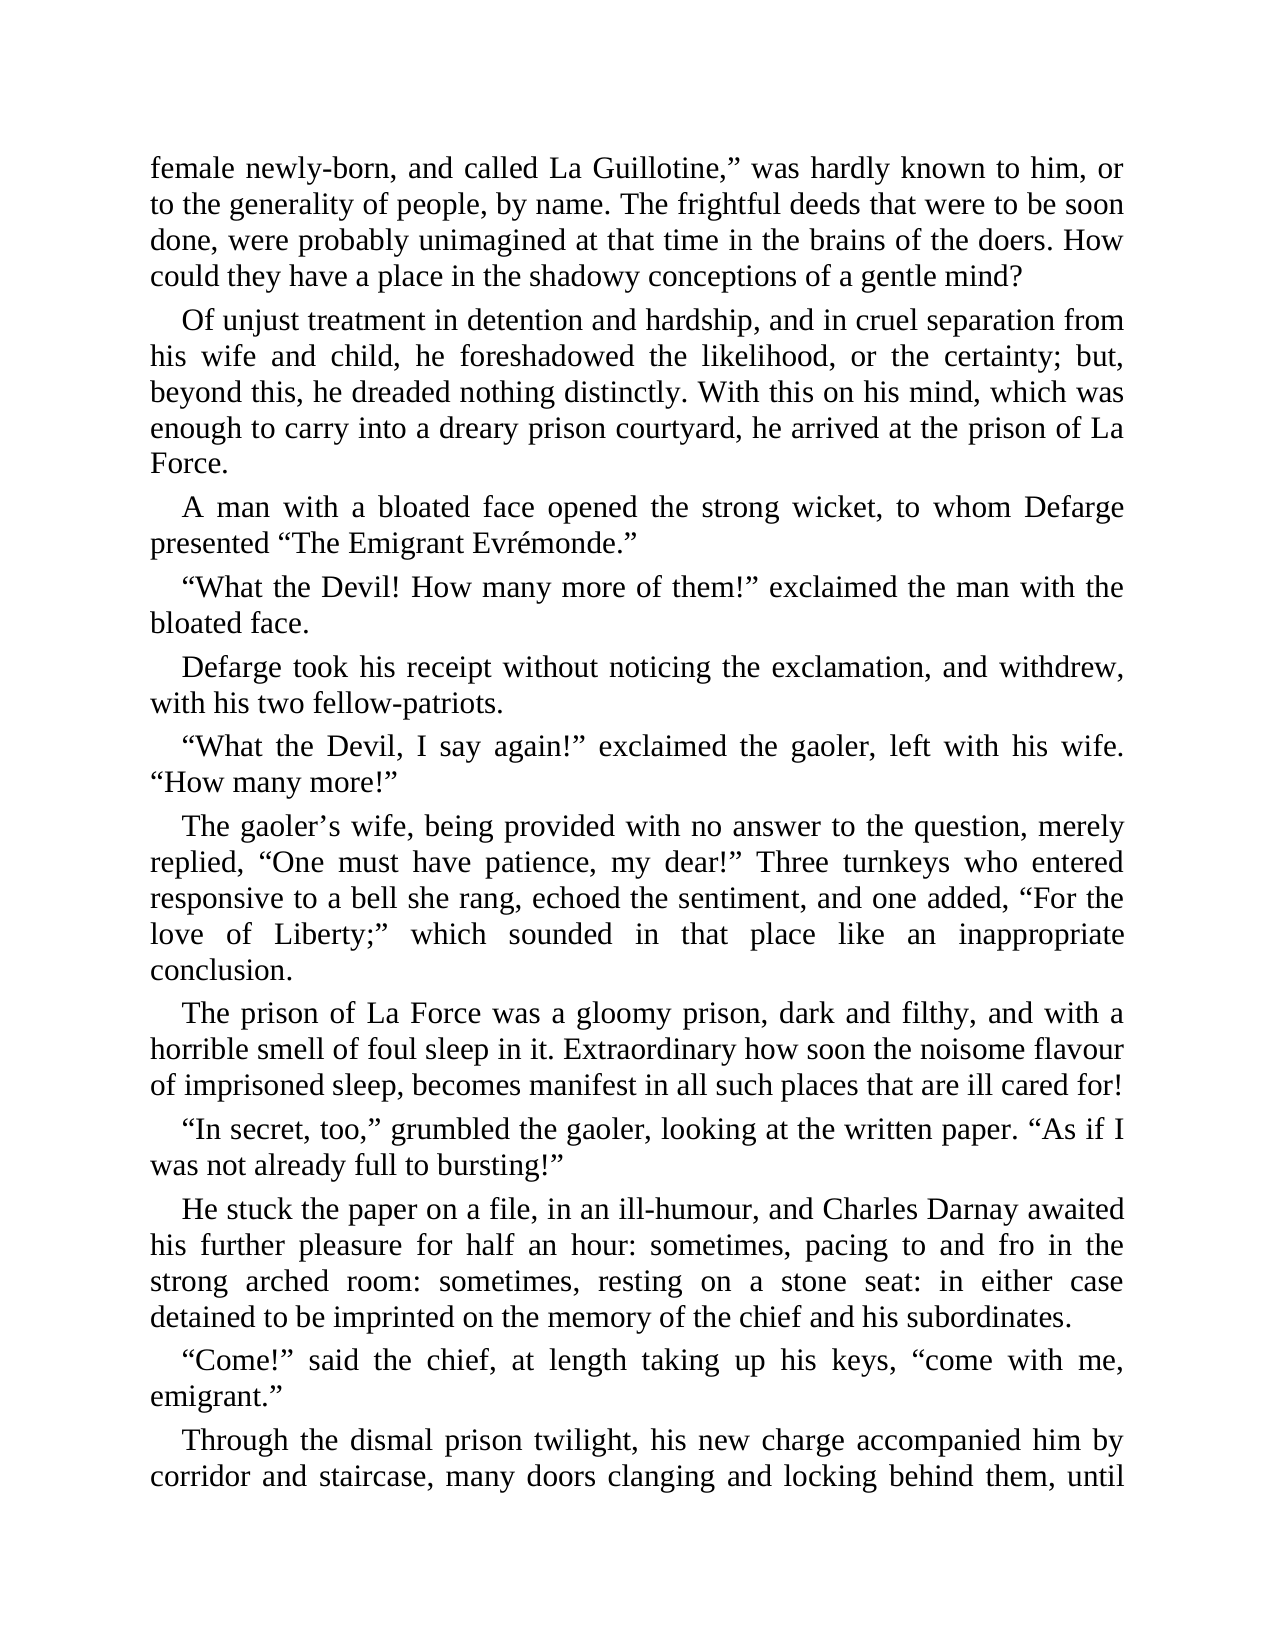 female newly-born, and called La Guillotine,” was hardly known to him, or
to the generality of people, by name. The frightful deeds that were to be soon
done, were probably unimagined at that time in the brains of the doers. How
could they have a place in the shadowy conceptions of a gentle mind?
Of unjust treatment in detention and hardship, and in cruel separation from
his wife and child, he foreshadowed the likelihood, or the certainty; but,
beyond this, he dreaded nothing distinctly. With this on his mind, which was
enough to carry into a dreary prison courtyard, he arrived at the prison of La
Force.
A man with a bloated face opened the strong wicket, to whom Defarge
presented “The Emigrant Evrémonde.”
“What the Devil! How many more of them!” exclaimed the man with the
bloated face.
Defarge took his receipt without noticing the exclamation, and withdrew,
with his two fellow-patriots.
“What the Devil, I say again!” exclaimed the gaoler, left with his wife.
“How many more!”
The gaoler’s wife, being provided with no answer to the question, merely
replied, “One must have patience, my dear!” Three turnkeys who entered
responsive to a bell she rang, echoed the sentiment, and one added, “For the
love of Liberty;” which sounded in that place like an inappropriate
conclusion.
The prison of La Force was a gloomy prison, dark and filthy, and with a
horrible smell of foul sleep in it. Extraordinary how soon the noisome flavour
of imprisoned sleep, becomes manifest in all such places that are ill cared for!
“In secret, too,” grumbled the gaoler, looking at the written paper. “As if I
was not already full to bursting!”
He stuck the paper on a file, in an ill-humour, and Charles Darnay awaited
his further pleasure for half an hour: sometimes, pacing to and fro in the
strong arched room: sometimes, resting on a stone seat: in either case
detained to be imprinted on the memory of the chief and his subordinates.
“Come!” said the chief, at length taking up his keys, “come with me,
emigrant.”
Through the dismal prison twilight, his new charge accompanied him by
corridor and staircase, many doors clanging and locking behind them, until